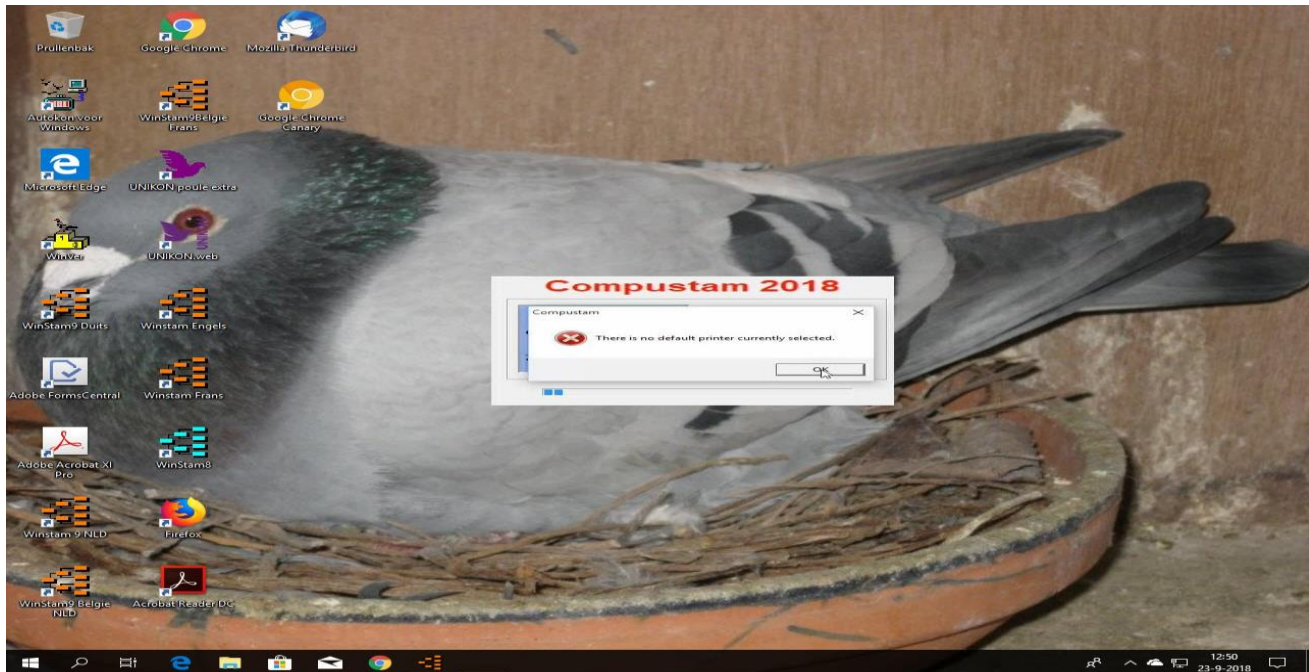 Prullenbak
Google Chrome
Mozilla Thunderbird
Autokon voor
Windows
WinStam9Belgie
Frans
Google Chrome
Canary
Microsoft Edge
UNIKON poule extra
WinVer
UNIKON
UNIKON.web
WinStam9 Duits
Winstam Engels
Adobe FormsCentral
Winstam Frans
Adobe Acrobat XI
Pro
WinStam8
Winstam 9 NLD
Firefox
WinStam9 Belgie
NLD
Acrobat Reader DC
Compustam 2018
Compustam
There is no default printer currently selected.
OK
12:50
23-9-2018